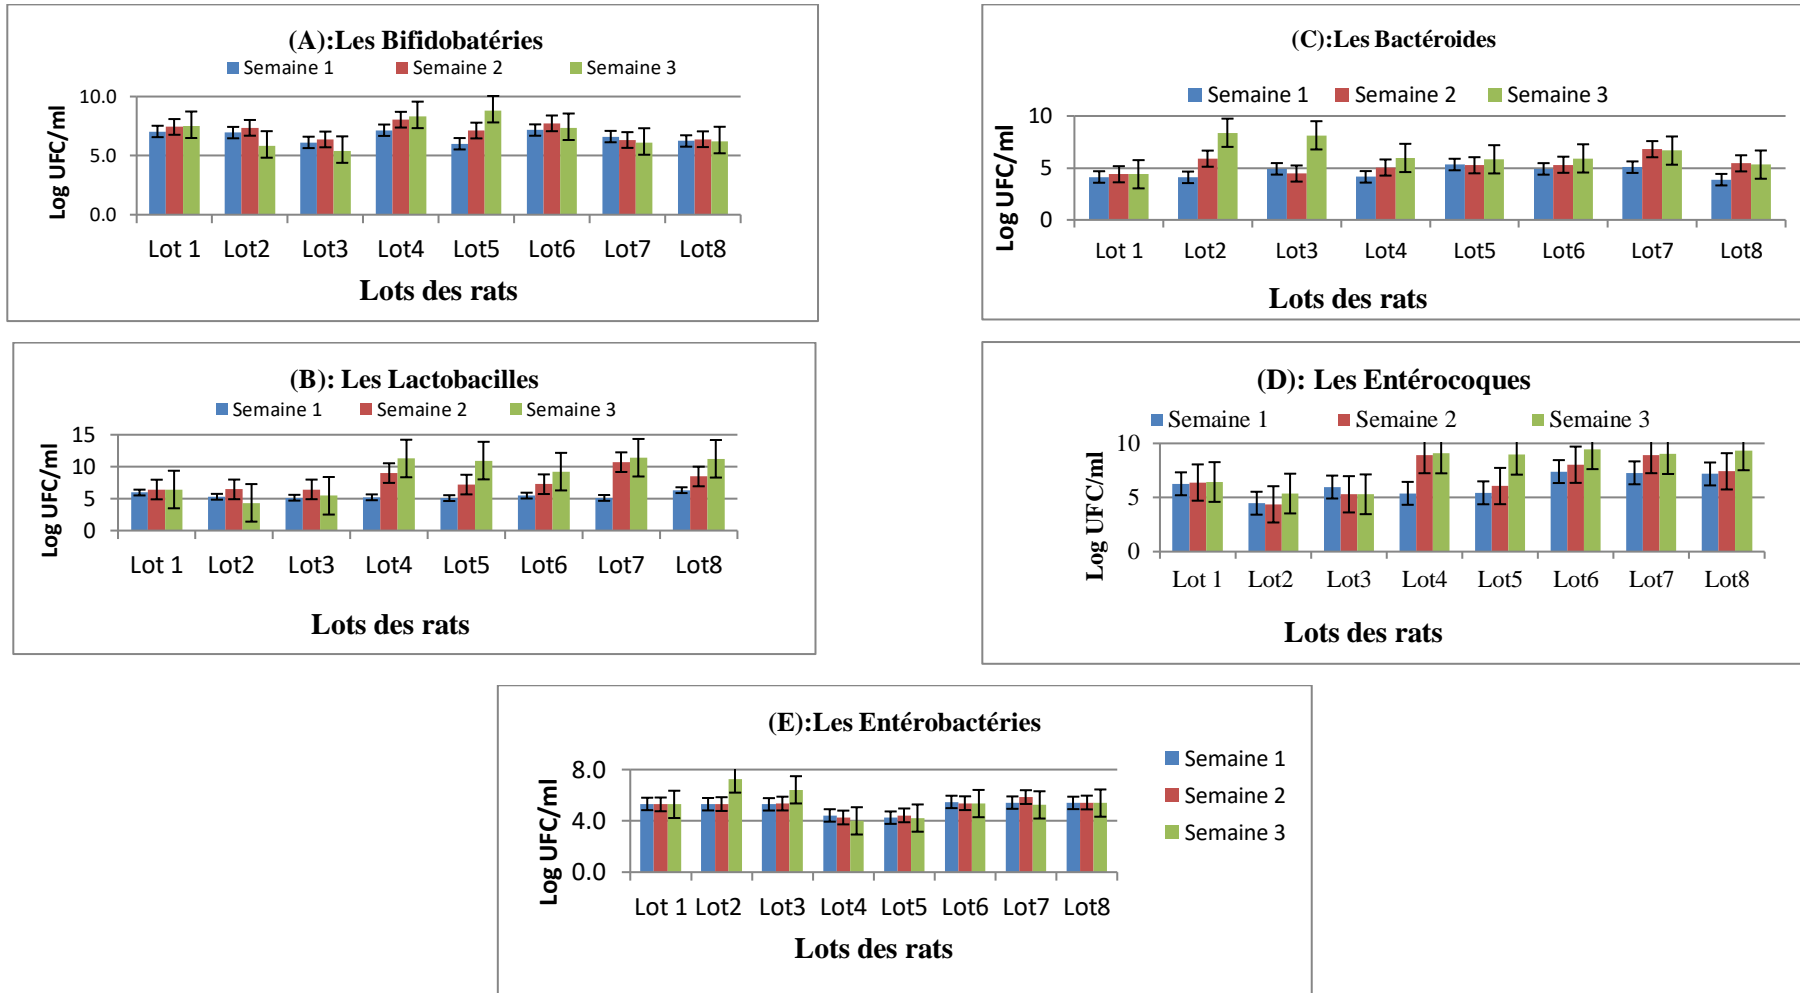 (A):Les Bifidobatéries
Semaine 1 Semaine 2 Semaine 3
Log UFC/ml
10.0
5.0
0.0
Lot 1 Lot2 Lot3 Lot4 Lot5 Lot6 Lot7 Lot8
Lots des rats
(C):Les Bactéroides
Semaine 1 Semaine 2 Semaine 3
Log UFC/ml
10
5
0
Lot 1 Lot2 Lot3 Lot4 Lot5 Lot6 Lot7 Lot8
Lots des rats
(B): Les Lactobacilles
Semaine 1 Semaine 2 Semaine 3
Log UFC/ml
15
10
5
0
Lot 1 Lot2 Lot3 Lot4 Lot5 Lot6 Lot7 Lot8
Lots des rats
(D): Les Entérocoques
Semaine 1 Semaine 2 Semaine 3
Log UFC/ml
10
5
0
Lot 1 Lot2 Lot3 Lot4 Lot5 Lot6 Lot7 Lot8
Lots des rats
(E):Les Entérobactéries
Semaine 1
Semaine 2
Semaine 3
Log UFC/ml
8.0
4.0
0.0
Lot 1 Lot2 Lot3 Lot4 Lot5 Lot6 Lot7 Lot8
Lots des rats